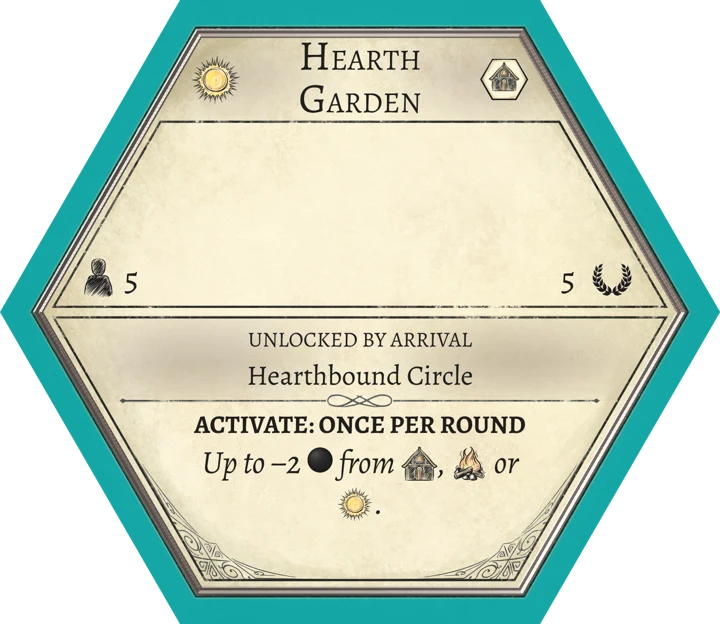 Hearth
Garden
5
5
UNLOCKED BY ARRIVAL
Hearthbound Circle
ACTIVATE: ONCE PER ROUND
Up to –2 from , or
.